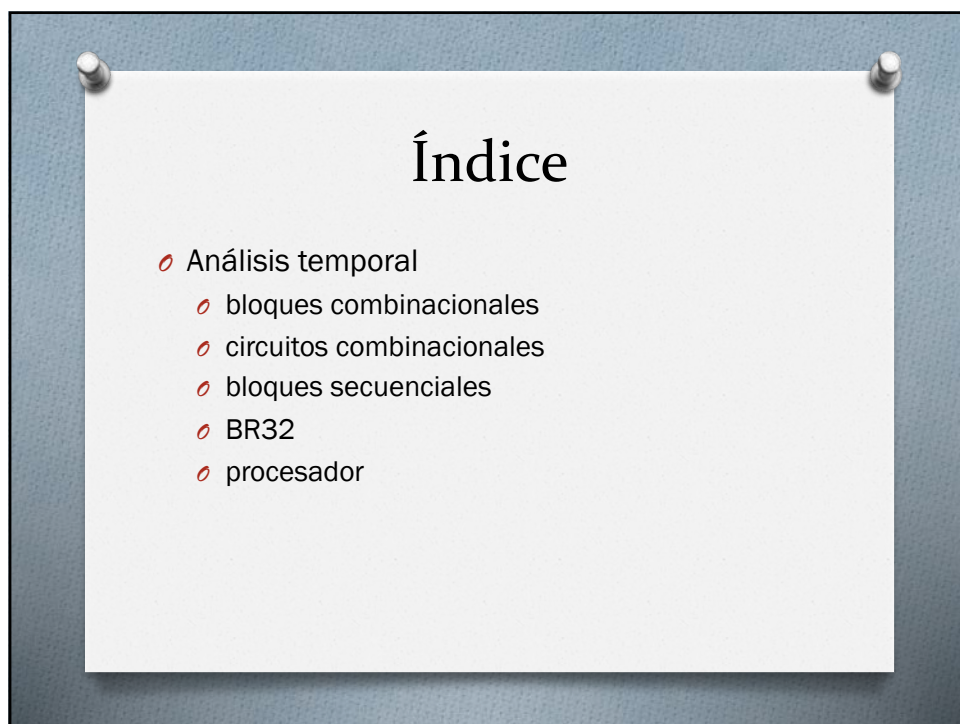 Índice
Análisis temporal
bloques combinacionales
circuitos combinacionales
bloques secuenciales
BR32
procesador